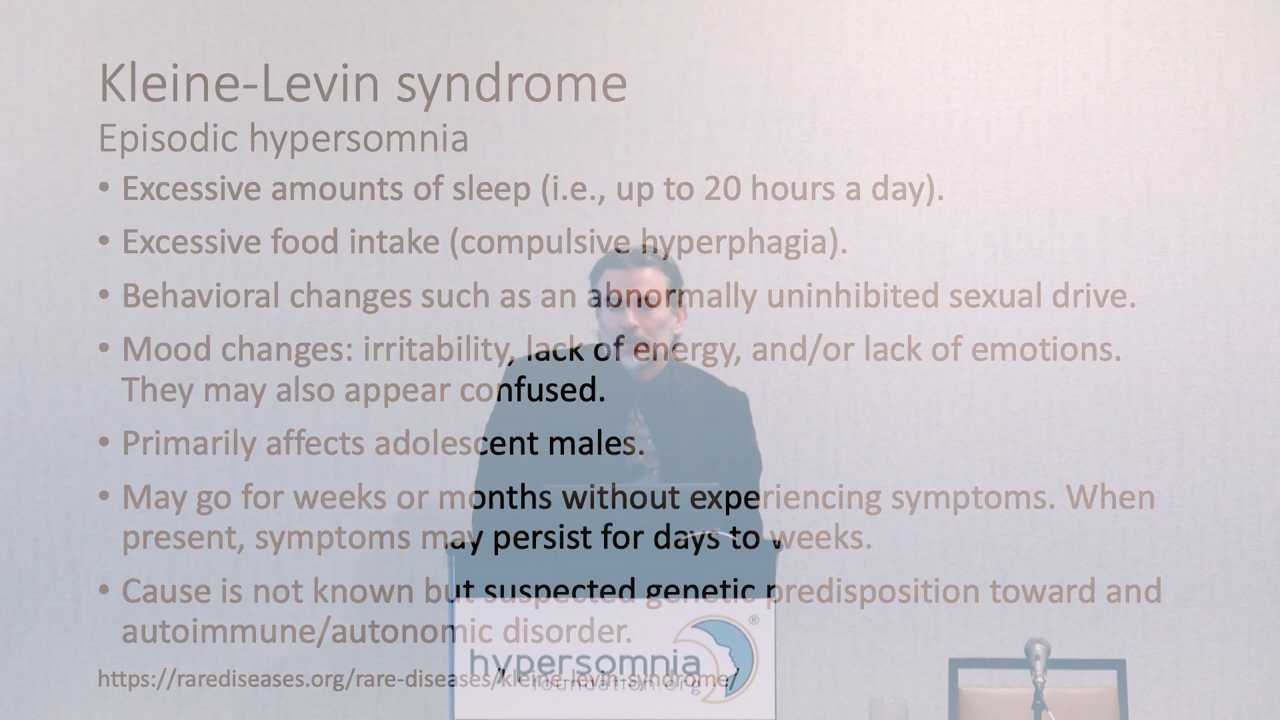 Kleine-Levin syndrome
Episodic hypersomnia
• Excessive amounts of sleep (i.e., up to 20 hours a day).
• Excessive food intake (compulsive hyperphagia).
• Behavioral changes such as an abnormally uninhibited sexual drive.
• Mood changes: irritability, lack of energy, and/or lack of emotions.
They may also appear confused.
• Primarily affects adolescent males.
• May go for weeks or months without experiencing symptoms. When
present, symptoms may persist for days to weeks.
• Cause is not known but suspected genetic predisposition toward and
autoimmune/autonomic disorder.
https://rarediseases.org/rare-diseases/kleine-levin-syndrome/
hypersomnia ®
foundation.org